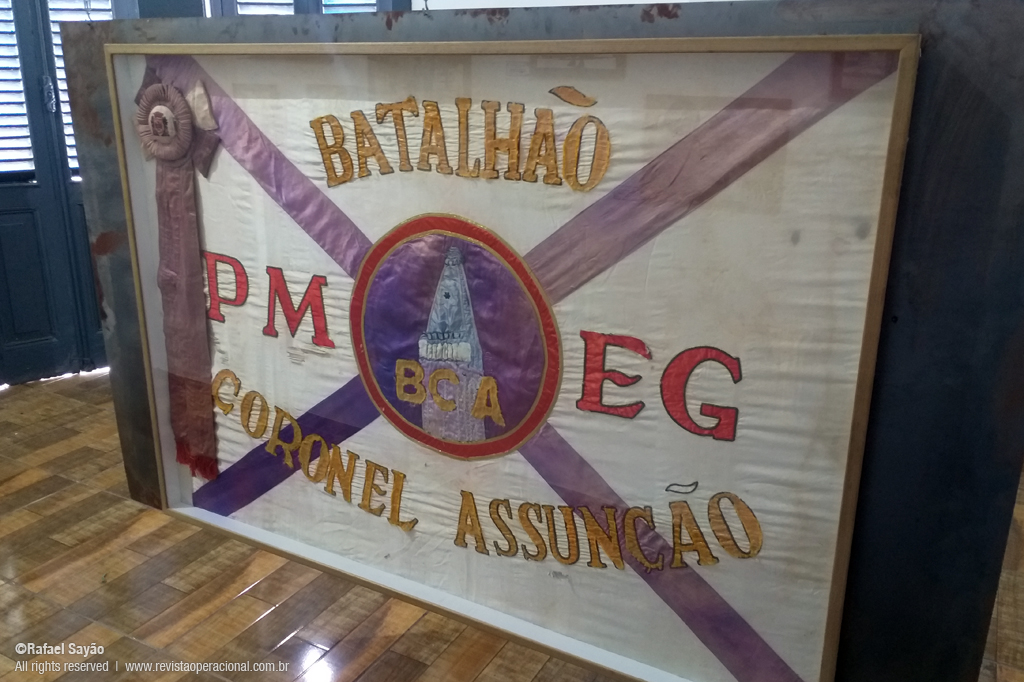 BATALHÃO
PM EG
BCA
CORONEL ASSUNÇÃO
©Rafael Sayão
All rights reserved | www.revistaoperacional.com.br